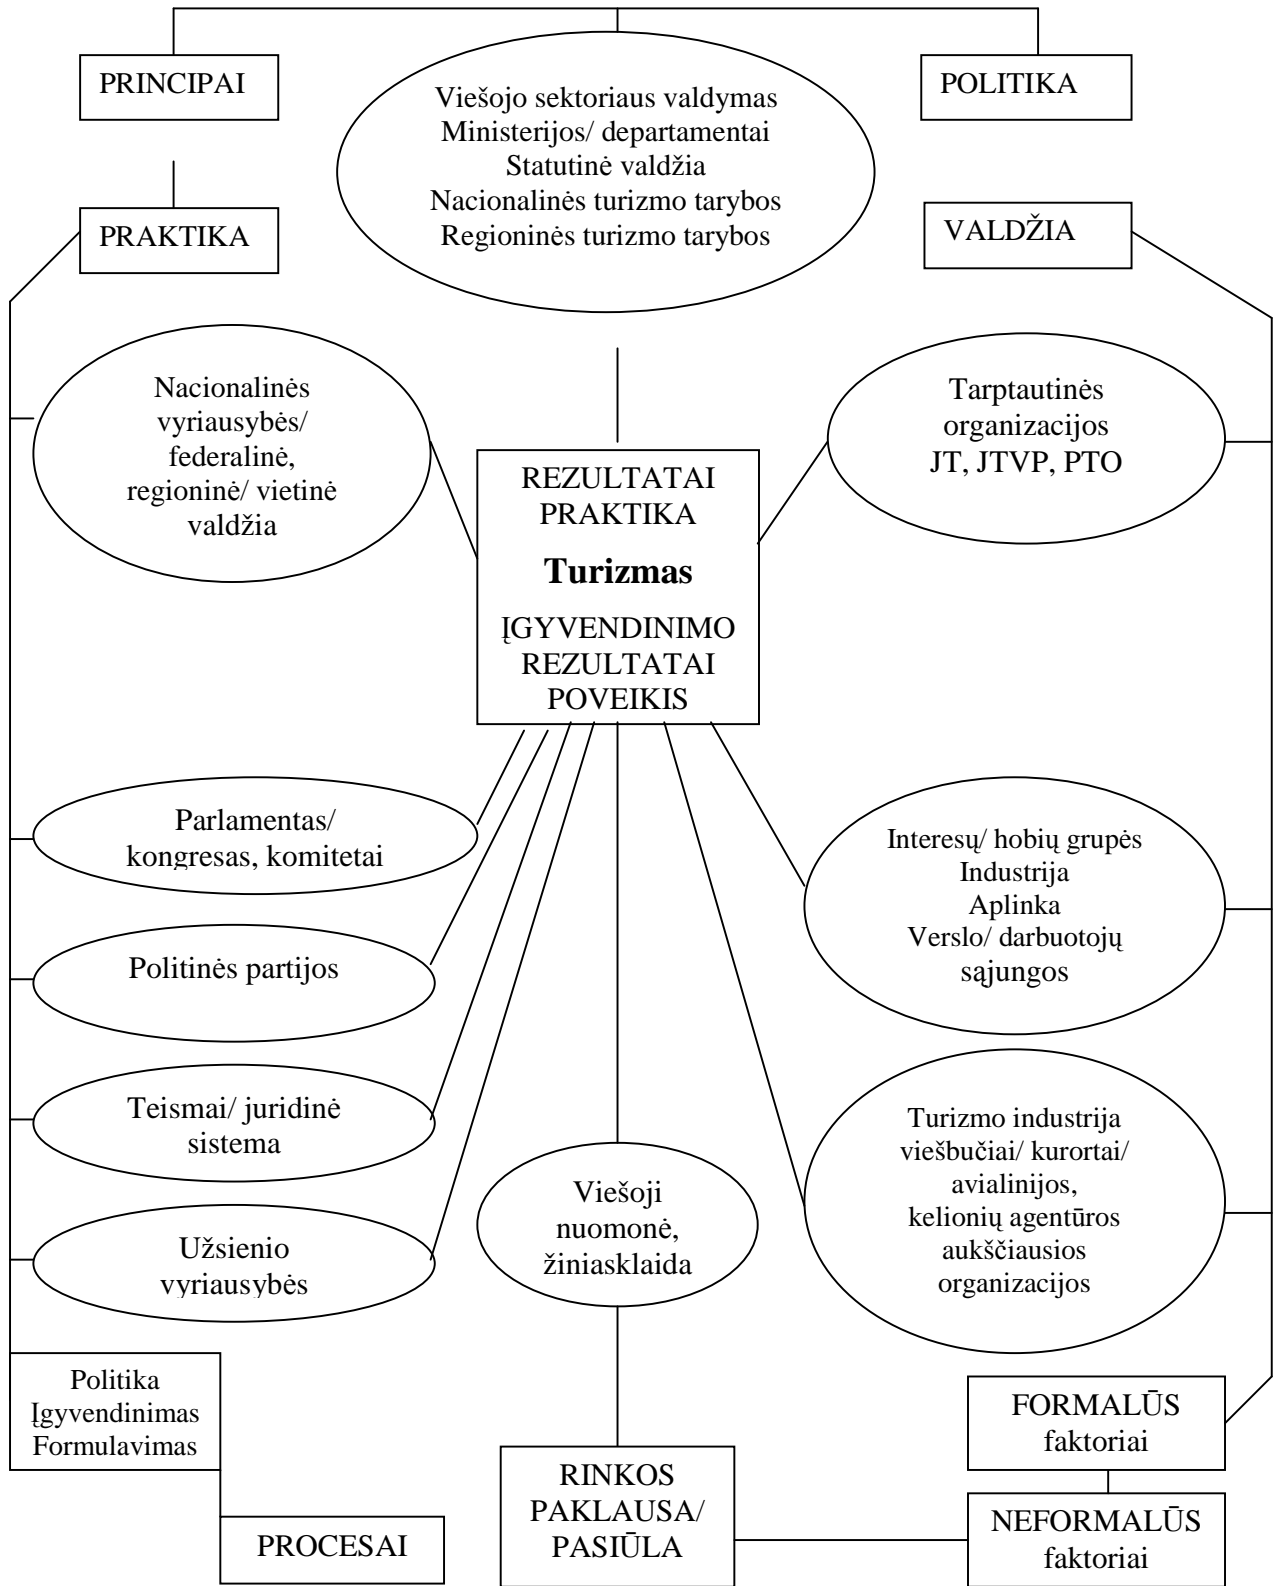 PRINCIPAI
POLITIKA
Viešojo sektoriaus valdymas
Ministerijos/ departamentai
Statutinė valdžia
Nacionalinės turizmo tarybos
Regioninės turizmo tarybos
PRAKTIKA
VALDŽIA
Nacionalinės
vyriausybės/
federalinė,
regioninė/ vietinė
valdžia
Tarptautinės
organizacijos
JT, JTVP, PTO
REZULTATAI
PRAKTIKA
Turizmas
ĮGYVENDINIMO
REZULTATAI
POVEIKIS
Parlamentas/
kongresas, komitetai
Politinės partijos
Teismai/ juridinė
sistema
Užsienio
vyriausybės
Viešoji
nuomonė,
žiniasklaida
Interesų/ hobių grupės
Industrija
Aplinka
Verslo/ darbuotojų
sąjungos
Turizmo industrija
viešbučiai/ kurortai/
avialinijos,
kelionių agentūros
aukščiausios
organizacijos
Politika
Įgyvendinimas
Formulavimas
PROCESAI
RINKOS
PAKLAUSA/
PASIŪLA
FORMALŪS
faktoriai
NEFORMALŪS
faktoriai